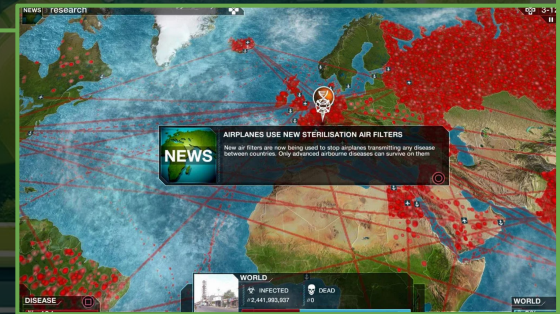 NEWS research
3-12
AIRPLANES USE NEW STERILISATION AIR FILTERS
NEWS
New air filters are now being used to stop airplanes transmitting any disease
between countries. Only advanced airbourne diseases can survive on them
WORLD
INFECTED
DEAD
2,441,993,937
0
DISEASE
WORLD